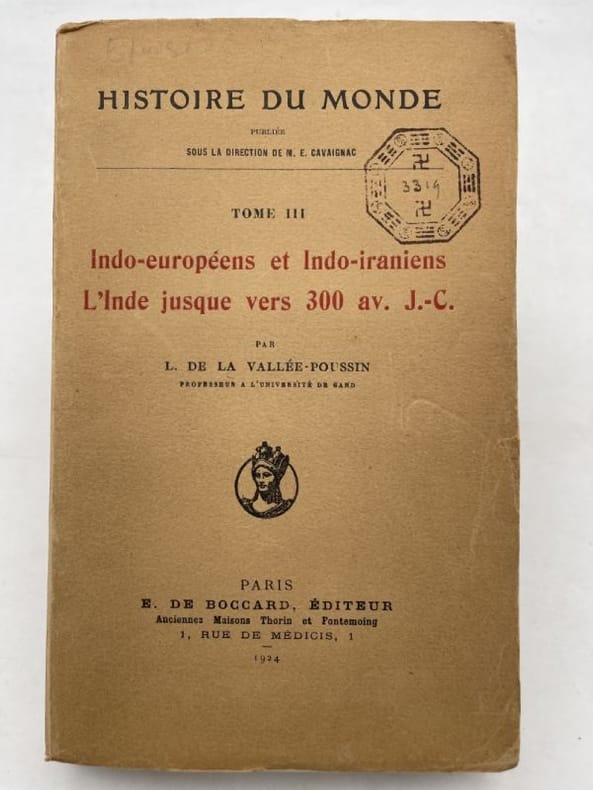 HISTOIRE DU MONDE
PUBLIÉE
SOUS LA DIRECTION DE M. E. CAVAIGNAC
卍
3319
卍
TOME III
Indo-européens et Indo-iraniens
L'Inde jusque vers 300 av. J.-C.
PAR
L. DE LA VALLÉE-POUSSIN
PROFESSEUR A L'UNIVERSITÉ DE GAND
PARIS
E. DE BOCCARD, ÉDITEUR
Anciennes Maisons Thorin et Fontemoing
1, RUE DE MÉDICIS, 1
1924